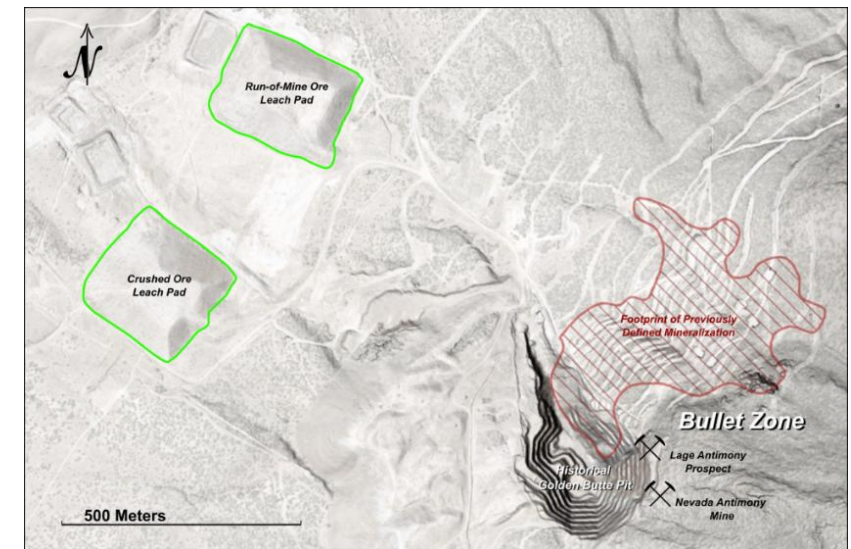 N
Run-of-Mine Ore
Leach Pad
Crushed Ore
Leach Pad
Footprint of Previously
Defined Mineralization
Bullet Zone
Lage Antimony
Prospect
Historical
Golden Butte Pit
Nevada Antimony
Mine
500 Meters